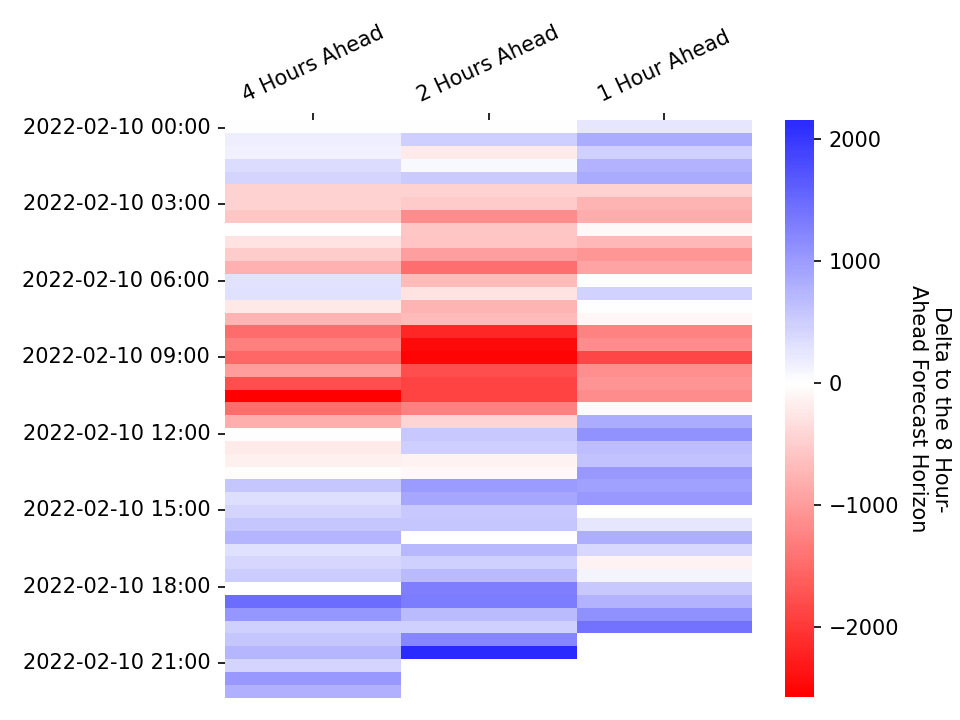 4 Hours Ahead
2 Hours Ahead
1 Hour Ahead
2022-02-10 00:00
2022-02-10 03:00
2022-02-10 06:00
2022-02-10 09:00
2022-02-10 12:00
2022-02-10 15:00
2022-02-10 18:00
2022-02-10 21:00
2000
1000
0
−1000
−2000
Delta to the 8 Hour-
Ahead Forecast Horizon